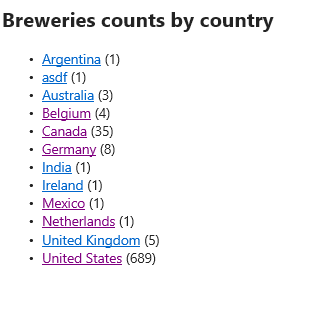 Breweries counts by country
• Argentina (1)
• asdf (1)
• Australia (3)
• Belgium (4)
• Canada (35)
• Germany (8)
• India (1)
• Ireland (1)
• Mexico (1)
• Netherlands (1)
• United Kingdom (5)
• United States (689)